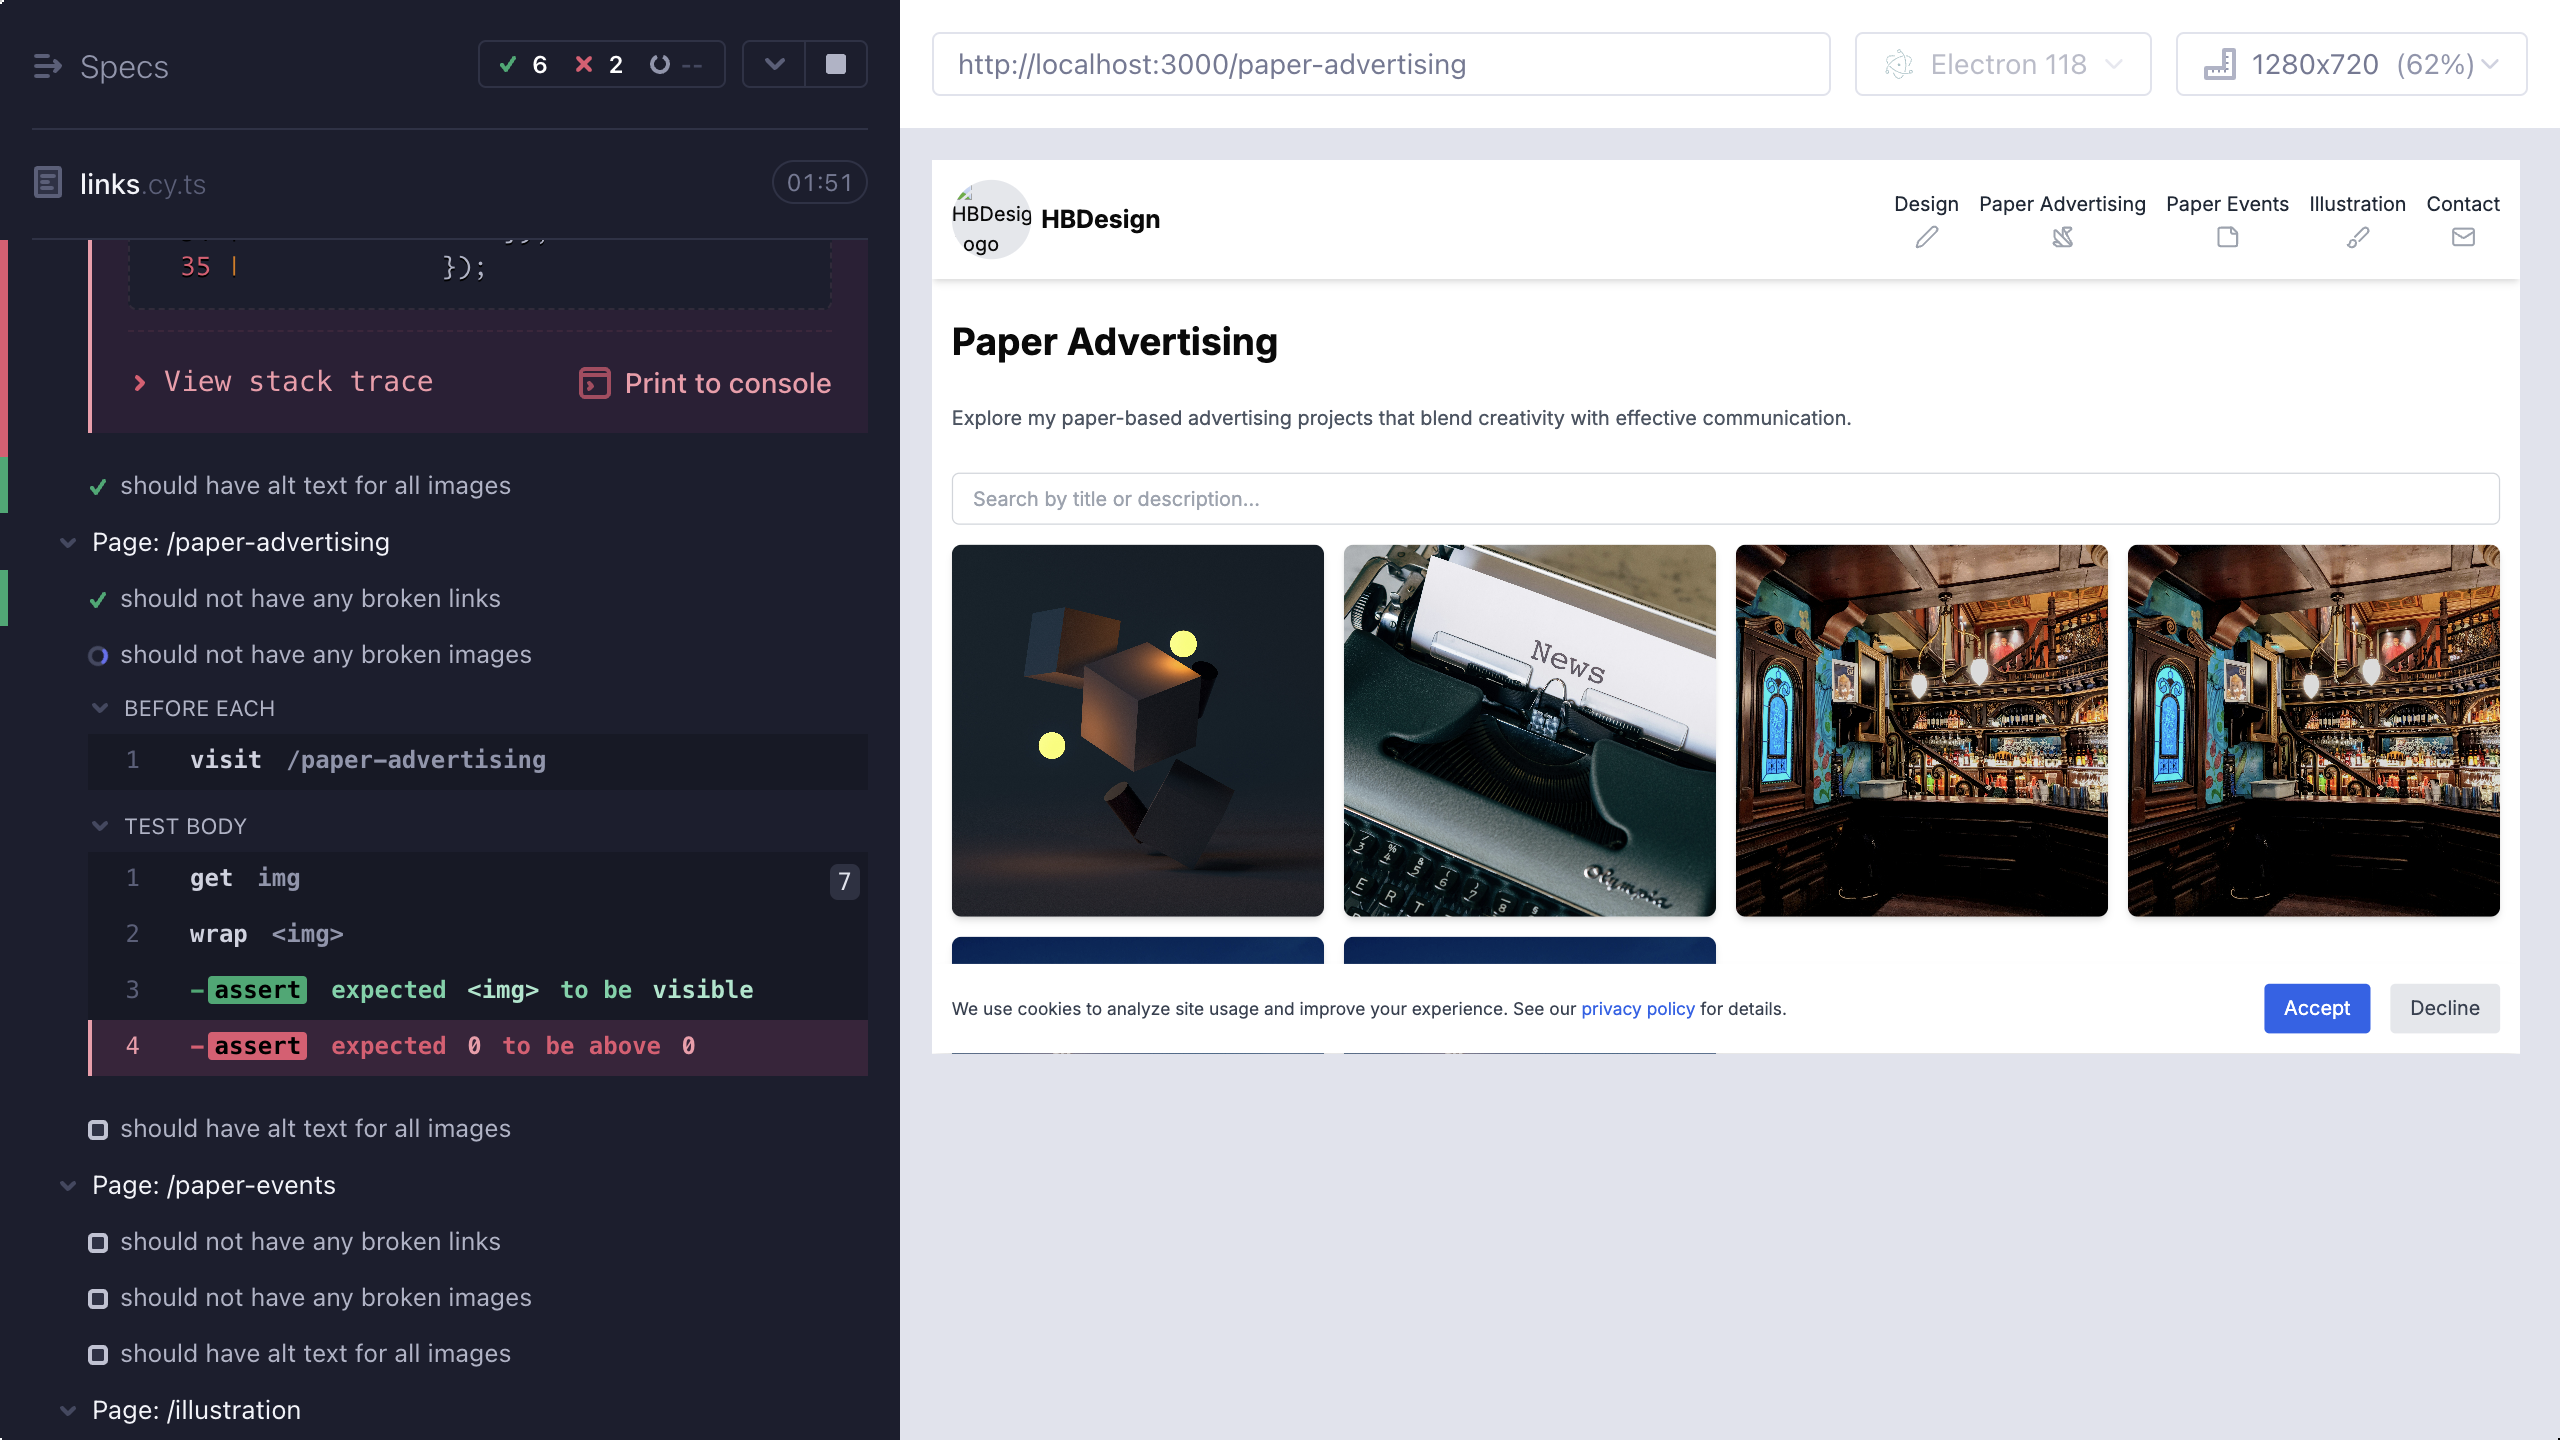 Specs
6
2
--
links.cy.ts
01:51
35 |
});
View stack trace
Print to console
should have alt text for all images
Page: /paper-advertising
should not have any broken links
should not have any broken images
BEFORE EACH
1 visit /paper-advertising
TEST BODY
1 get img 7
2 wrap <img>
3 -assert expected <img> to be visible
4 -assert expected 0 to be above 0
should have alt text for all images
Page: /paper-events
should not have any broken links
should not have any broken images
should have alt text for all images
Page: /illustration
http://localhost:3000/paper-advertising
Electron 118
1280x720 (62%)
HBDesig
ogo
HBDesign
Design
Paper Advertising
Paper Events
Illustration
Contact
Paper Advertising
Explore my paper-based advertising projects that blend creativity with effective communication.
Search by title or description...
News
Olympia
We use cookies to analyze site usage and improve your experience. See our privacy policy for details.
Accept
Decline